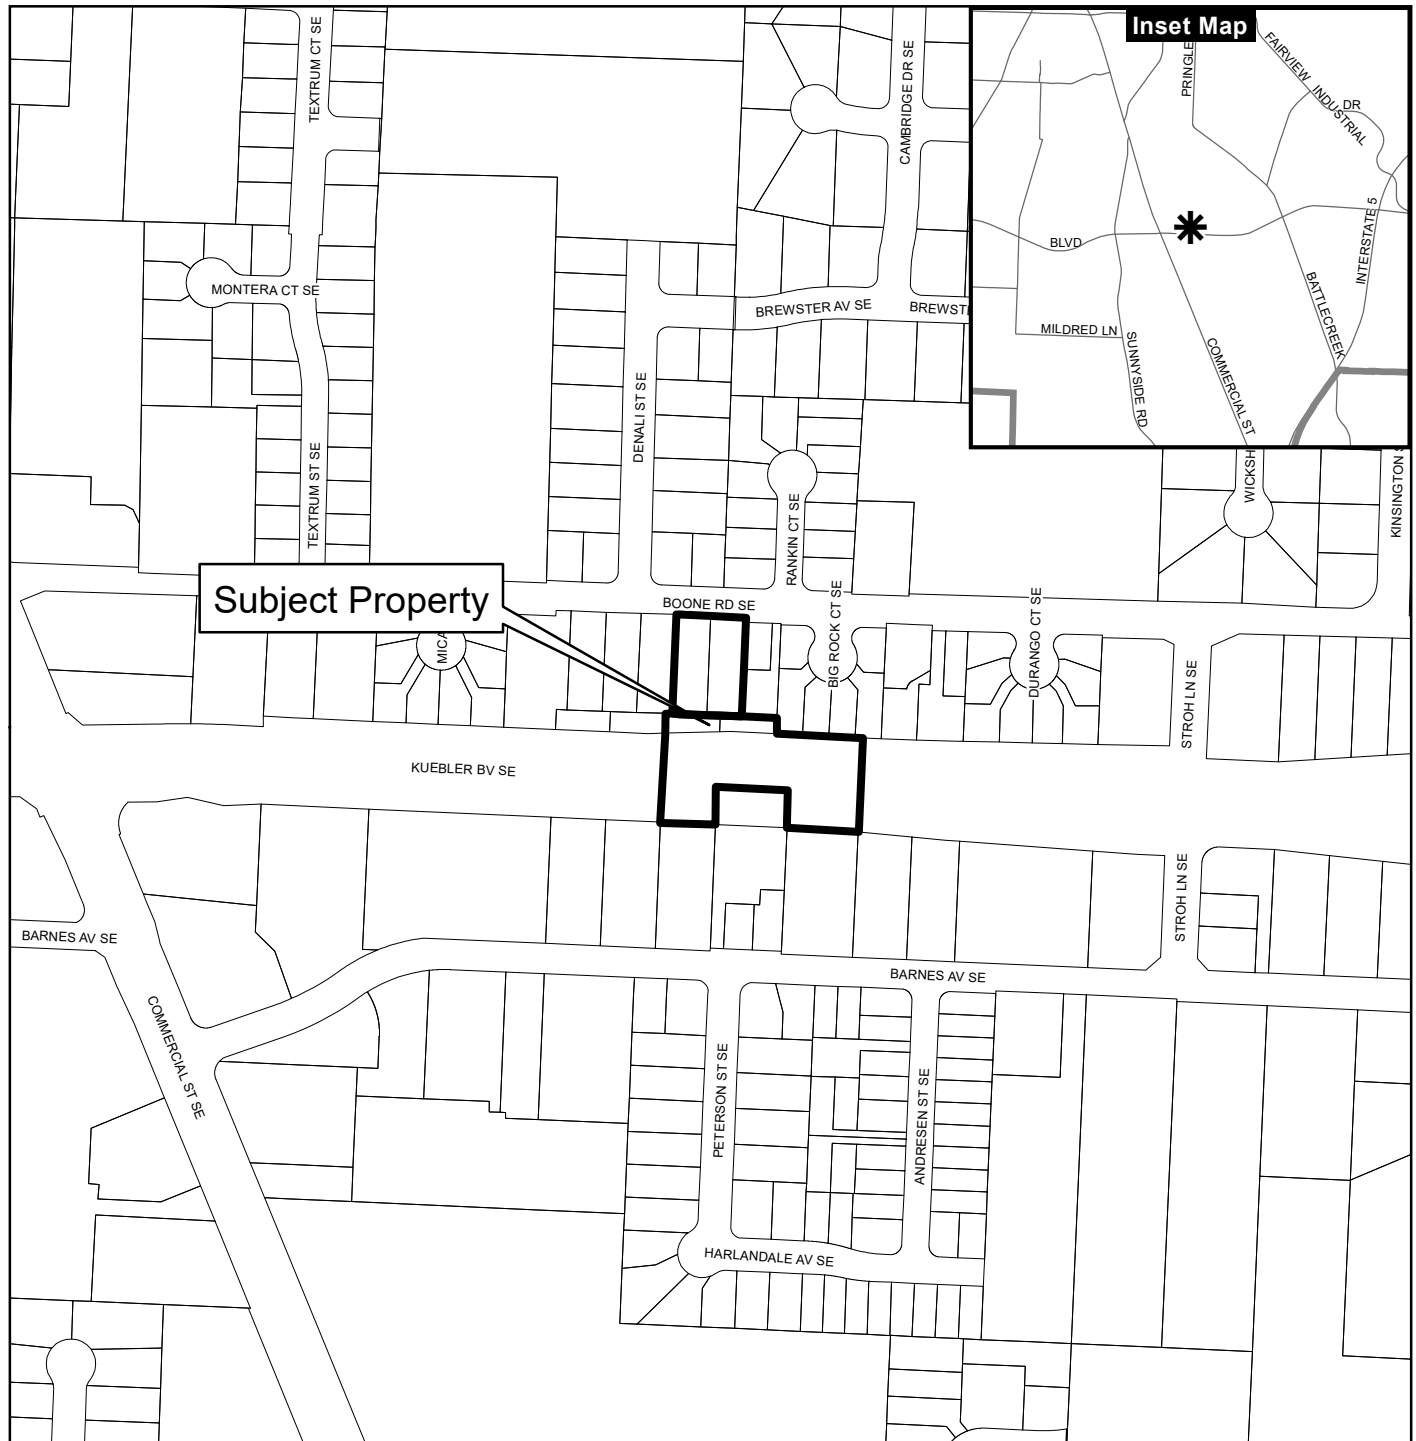 Inset Map
TEXTRUM CT SE
CAMBRIDGE DR SE
PRINGLE
FAIRVIEW INDUSTRIAL
DR
BLVD
INTERSTATE 5
BATTLECREEK
MILDRED LN
SUNNYSIDE RD
COMMERCIAL ST
MONTERA CT SE
BREWSTER AV SE
BREWST
DENALI ST SE
TEXTRUM ST SE
RANKIN CT SE
WICKSH
KINSINGTON
Subject Property
BOONE RD SE
MICA
BIG ROCK CT SE
DURANGO CT SE
STROH LN SE
KUEBLER BV SE
STROH LN SE
BARNES AV SE
BARNES AV SE
COMMERCIAL ST SE
PETERSON ST SE
ANDRESEN ST SE
HARLANDALE AV SE